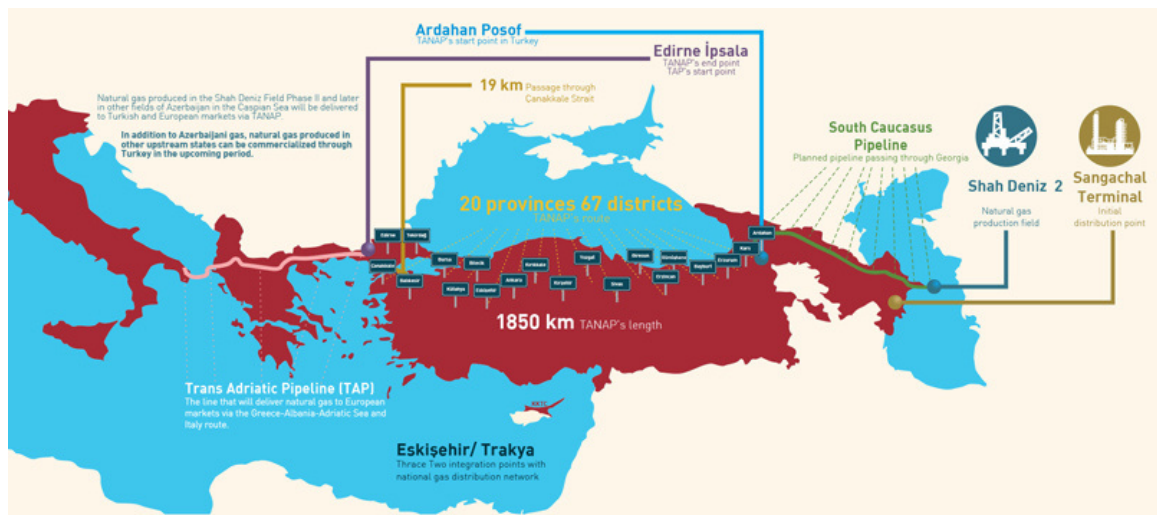 Ardahan Posof
TANAP's start point in Turkey
Edirne İpsala
TANAP's end point
TAP's start point
19 km Passage through
Canakkale Strait
Natural gas produced in the Shah Deniz Field Phase II and later
in other fields of Azerbaijan in the Caspian Sea will be delivered
to Turkish and European markets via TANAP.
In addition to Azerbaijani gas, natural gas produced in
other upstream states can be commercialized through
Turkey in the upcoming period.
South Caucasus
Pipeline
Planned pipeline passing through Georgia
Shah Deniz 2
Natural gas
production field
Sangachal
Terminal
Initial
distribution point
20 provinces 67 districts
TANAP's route
Edirne
Tekirdağ
Çanakkale
Balıkesir
Bursa
Kütahya
Bilecik
Eskişehir
Ankara
Kırıkkale
Kırşehir
Yozgat
Sivas
Giresun
Erzincan
Gümüşhane
Bayburt
Erzurum
Kars
Ardahan
1850 km TANAP's length
Trans Adriatic Pipeline (TAP)
The line that will deliver natural gas to European
markets via the Greece-Albania-Adriatic Sea and
Italy route.
KKTC
Eskişehir/ Trakya
Thrace Two integration points with
national gas distribution network